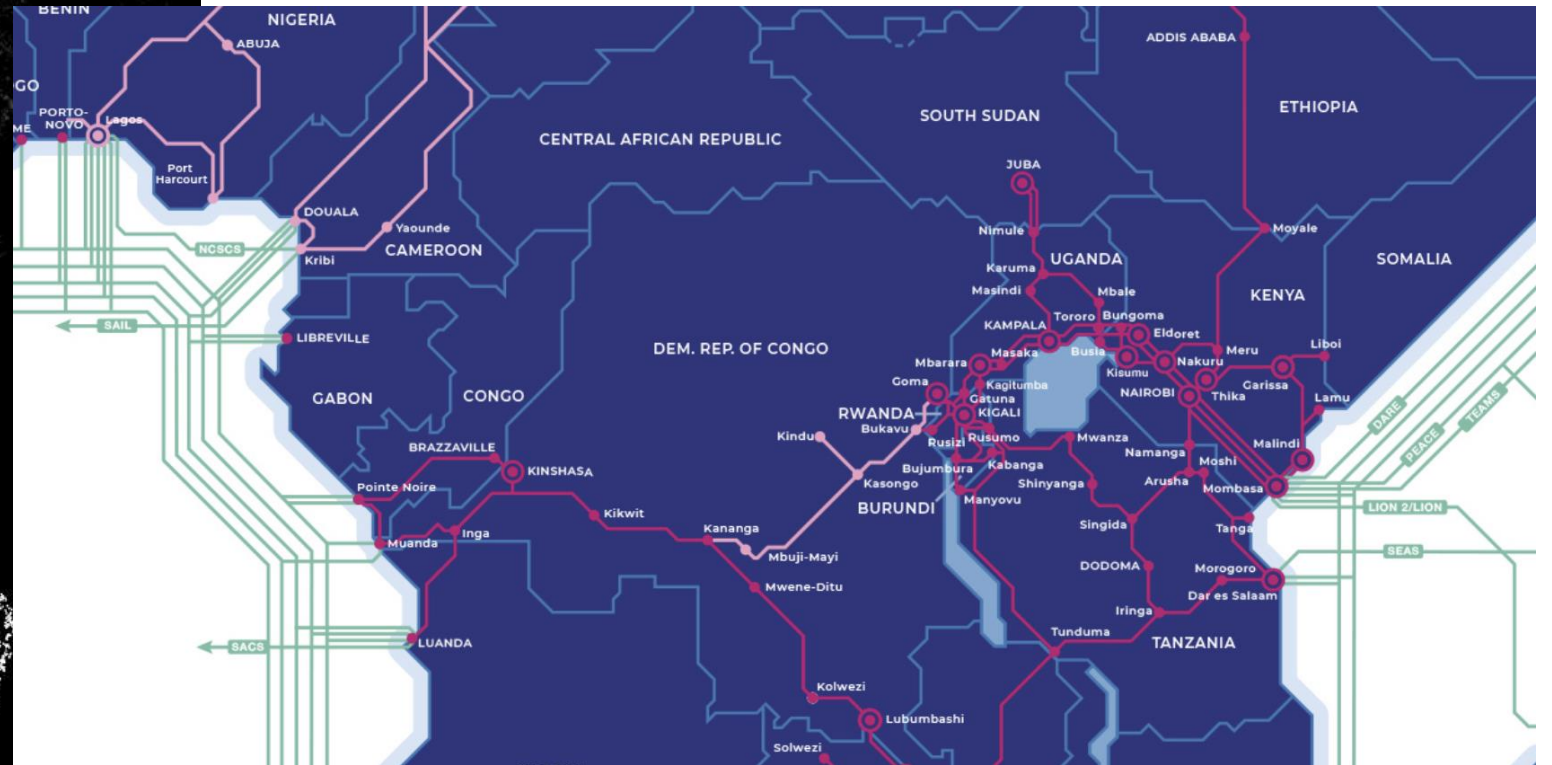 BENIN
NIGERIA
ABUJA
ADDIS ABABA
GO
ETHIOPIA
PORTO-
NOVO
Lagos
ME
SOUTH SUDAN
CENTRAL AFRICAN REPUBLIC
Port
Harcourt
JUBA
DOUALA
Yaounde
Nimule
Moyale
NCSCS
CAMEROON
Kribi
UGANDA
SOMALIA
Karuma
Masindi
Mbale
KENYA
SAIL
KAMPALA
Tororo
Bungoma
Eldoret
LIBREVILLE
DEM. REP. OF CONGO
Masaka
Busia
Meru
Liboi
Mbarara
Kisumu
Nakuru
Goma
Kagitumba
NAIROBI
Thika
Garissa
GABON
CONGO
Gatuna
Lamu
RWANDA
KIGALI
DARE
PEACE
TEAMS
Bukavu
Kindu
Rusizi
Rusumo
Mwanza
Malindi
BRAZZAVILLE
Namanga
Moshi
KINSHASA
Bujumbura
Kabanga
Kasongo
Shinyanga
Arusha
Mombasa
Pointe Noire
Manyovu
BURUNDI
LION 2/LION
Kikwit
Singida
Tanga
Kananga
Inga
Muanda
Mbuji-Mayi
SEAS
DODOMA
Morogoro
Mwene-Ditu
Dar es Salaam
Iringa
Tunduma
LUANDA
SACS
TANZANIA
Kolwezi
Lubumbashi
Solwezi